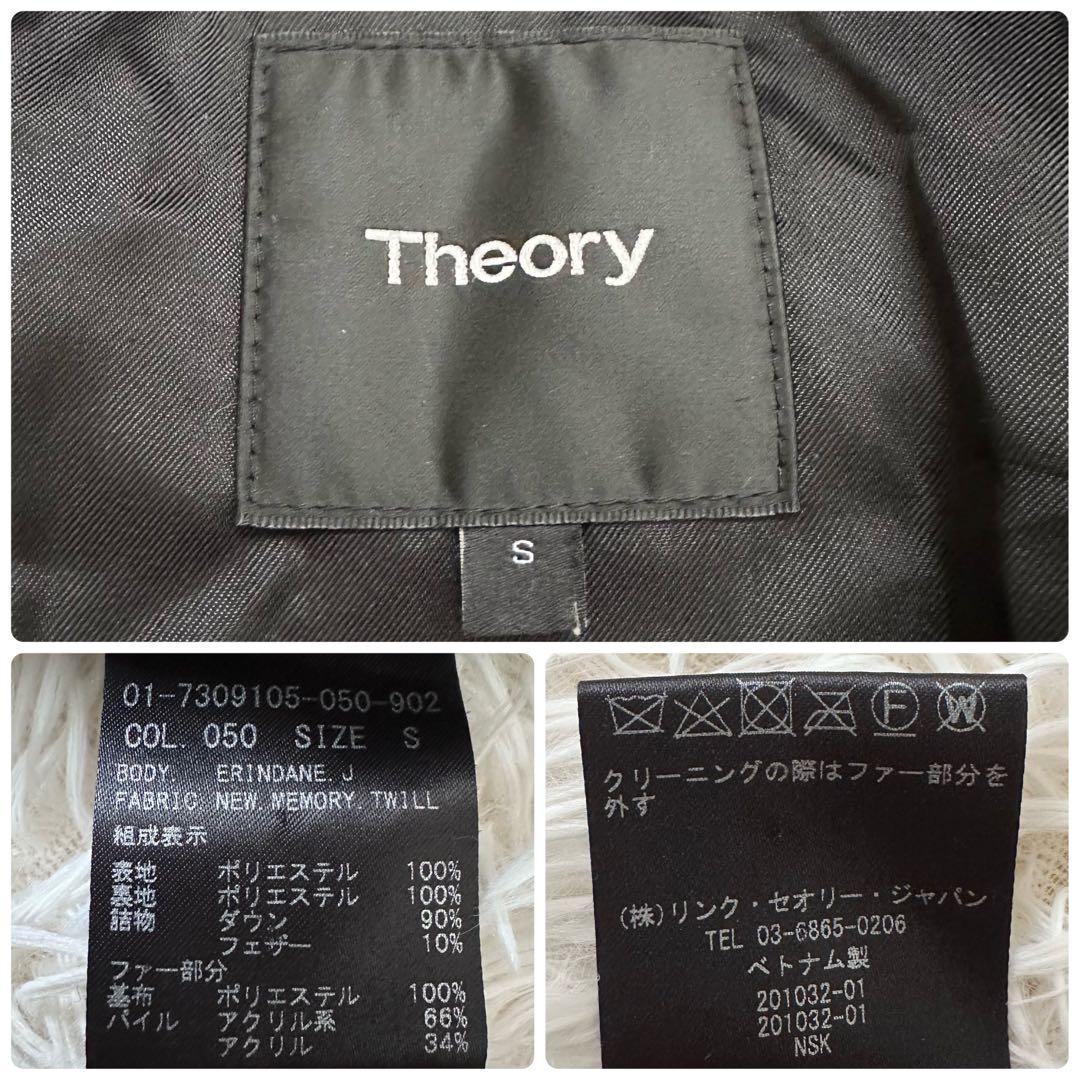 Theory
S
01-7309105-050-902
COL. 050 SIZE S
BODY. ERINDANE.J
FABRIC NEW.MEMORY.TWILL
組成表示
表地 ポリエステル 100%
裏地 ポリエステル 100%
詰物 ダウン 90%
フェザー 10%
ファー部分
基布 ポリエステル 100%
パイル アクリル系 66%
アクリル 34%
F W
クリーニングの際はファー部分を
外す
(株)リンク・セオリー・ジャパン
TEL 03-6865-0206
ベトナム製
201032-01
201032-01
NSK